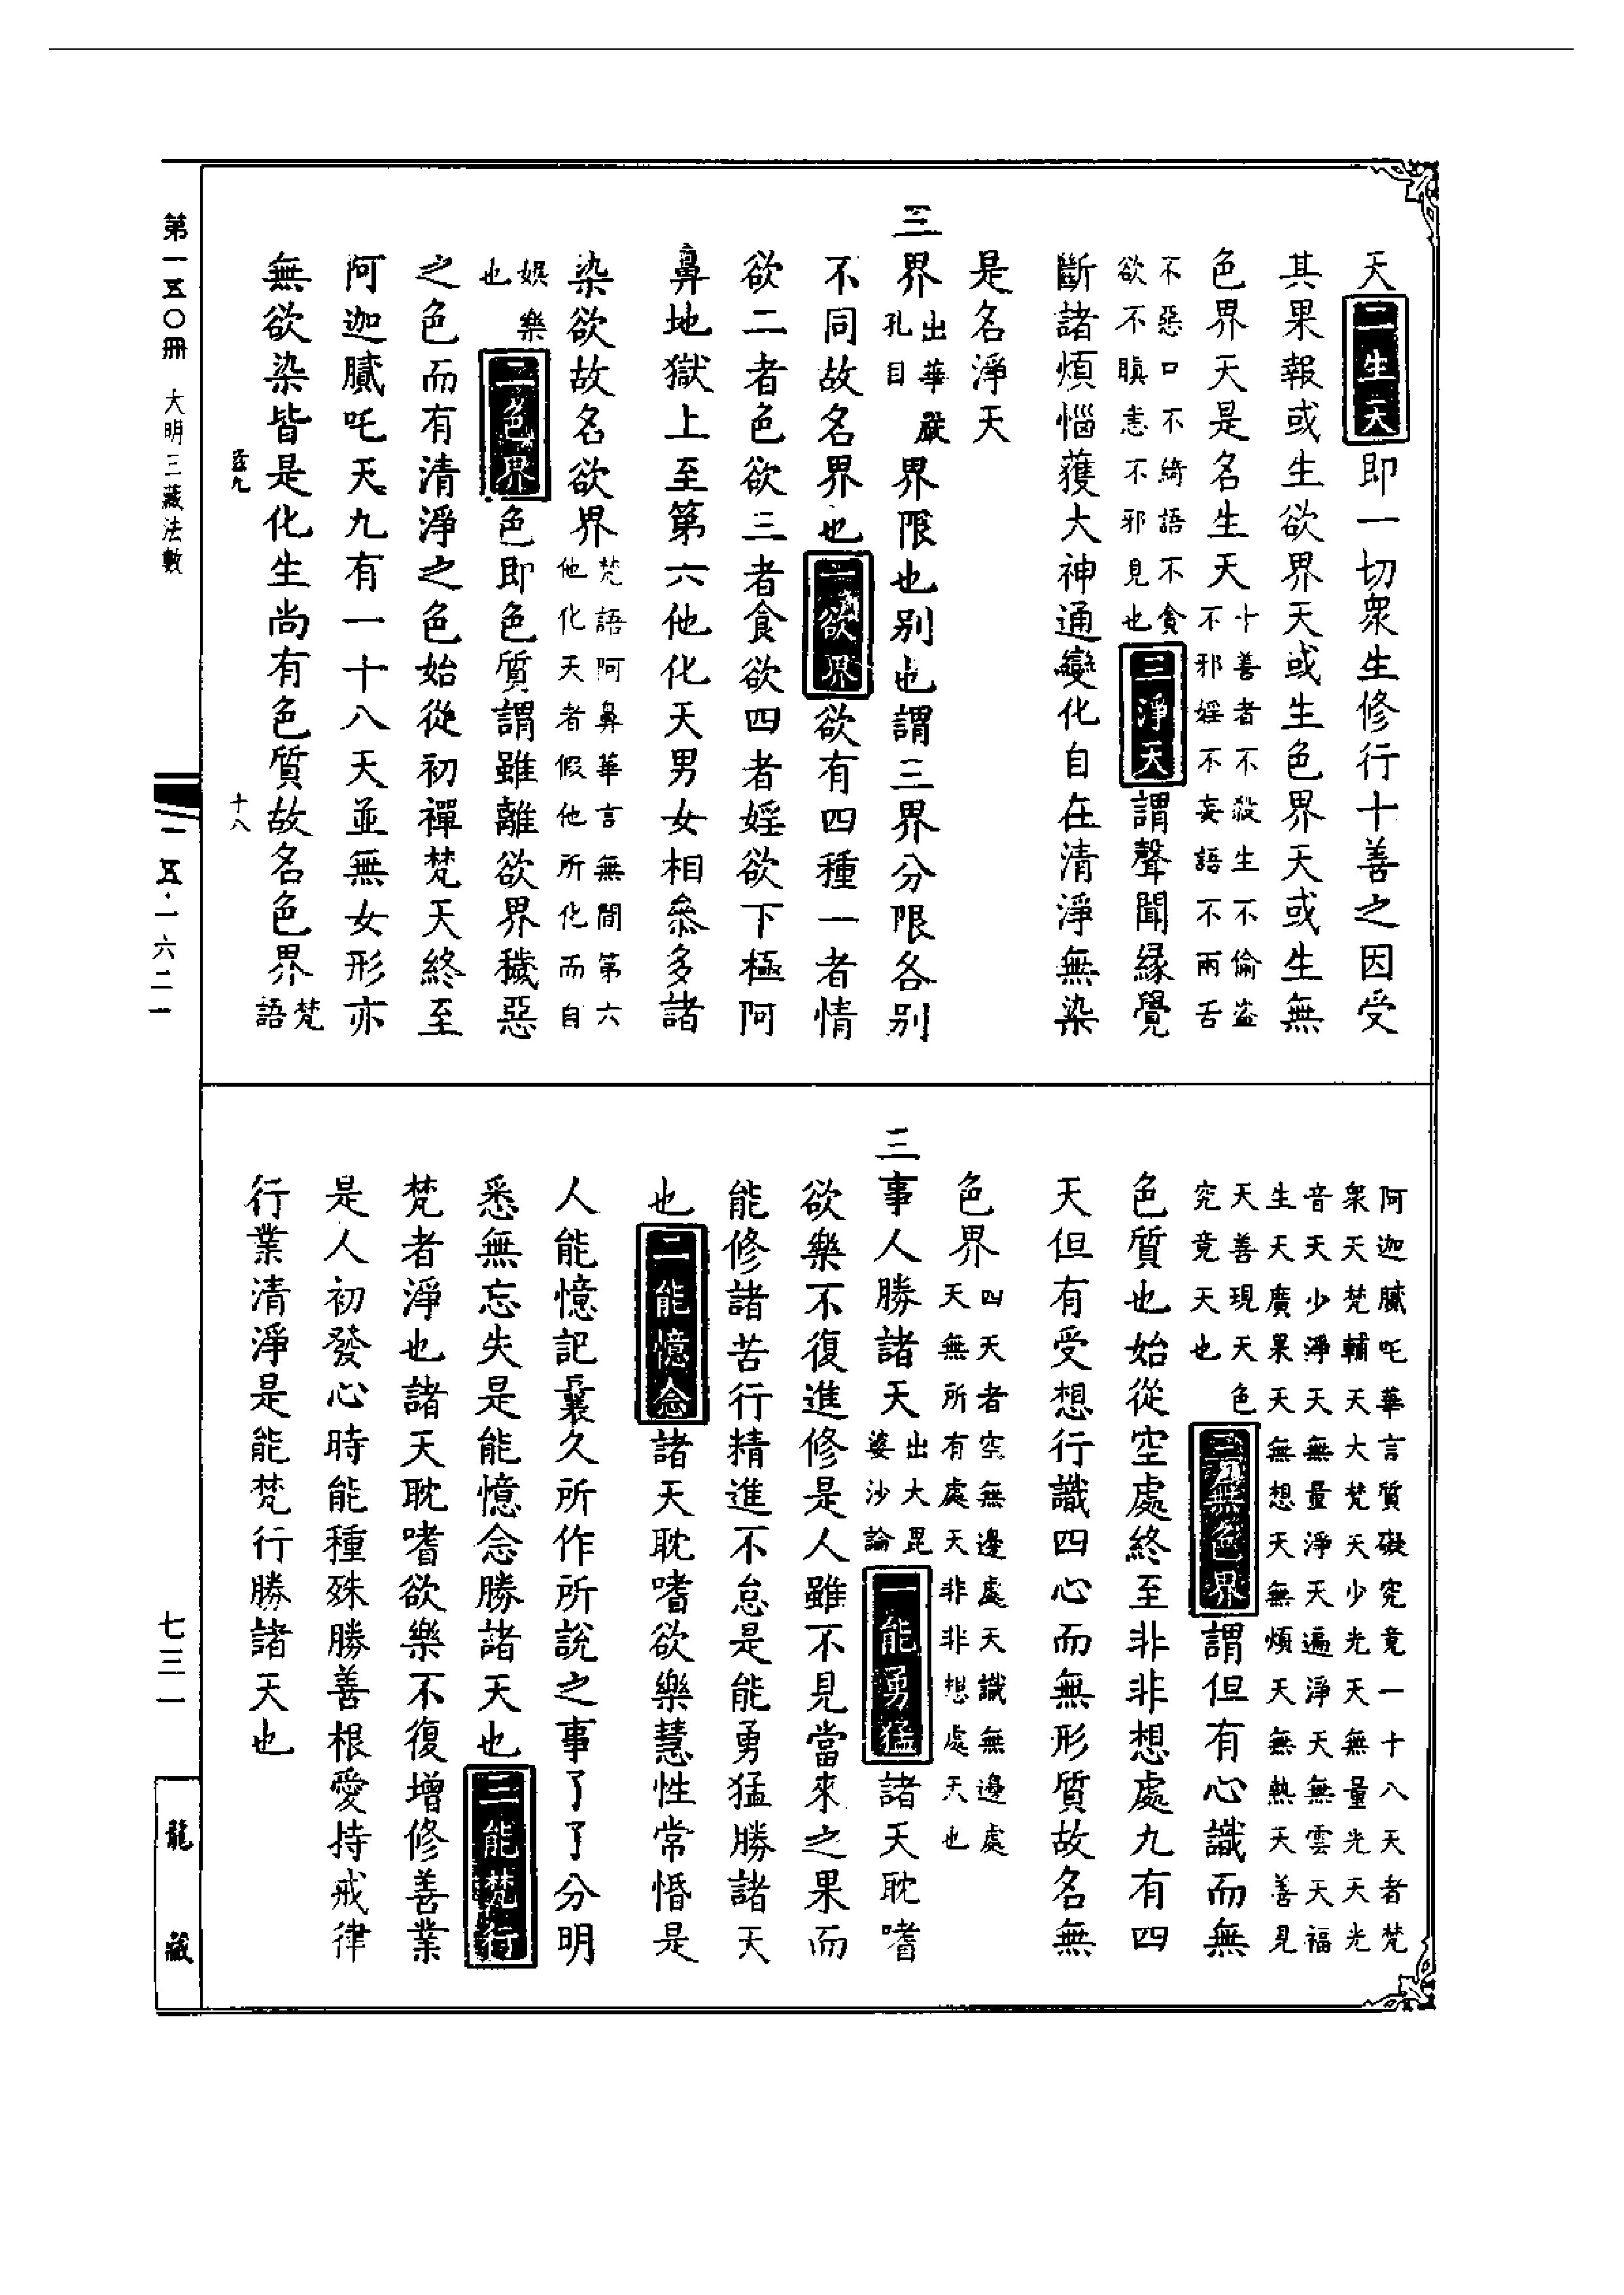 天二生天即一切眾生修行十善之因受
其果報或生欲界天或生色界天或生無
色界天是名生天十善者不殺生不偷盜
不邪婬不妄語不兩舌
不惡口不綺語不貪
欲不瞋恚不邪見也三淨天謂聲聞緣覺
斷諸煩惱獲大神通變化自在清淨無染
是名淨天
三界出華嚴
孔目界限也別也謂三界分限各別
不同故名界也一欲界欲有四種一者情
欲二者色欲三者食欲四者婬欲下極阿
鼻地獄上至第六他化天男女相參多諸
染欲故名欲界梵語阿鼻華言無間第六
他化天者假他所化而自
娛樂
也二色界色即色質謂雖離欲界穢惡
之色而有清淨之色始從初禪梵天終至
阿迦膩吒天九有一十八天並無女形亦
無欲染皆是化生尚有色質故名色界梵
語
茲九
十八
第一五〇冊 大明三藏法數
一五·一六二一
阿迦膩吒華言質礙究竟一十八天者梵
衆天梵輔天大梵天少光天無量光天光
音天少淨天無量淨天遍淨天無雲天福
生天廣果天無想天無煩天無熱天善見
天善現天色
究竟天也三無色界謂但有心識而無
色質也始從空處終至非非想處九有四
天但有受想行識四心而無形質故名無
色界四天者空無邊處天識無邊處
天無所有處天非非想處天也
三事人勝諸天出大毘
婆沙論一能勇猛諸天耽嗜
欲樂不復進修是人雖不見當來之果而
能修諸苦行精進不怠是能勇猛勝諸天
也二能憶念諸天耽嗜欲樂慧性常惛是
人能憶記曩久所作所說之事了了分明
悉無忘失是能憶念勝諸天也三能梵行
梵者淨也諸天耽嗜欲樂不復增修善業
是人初發心時能種殊勝善根愛持戒律
行業清淨是能梵行勝諸天也
七三一
龍藏